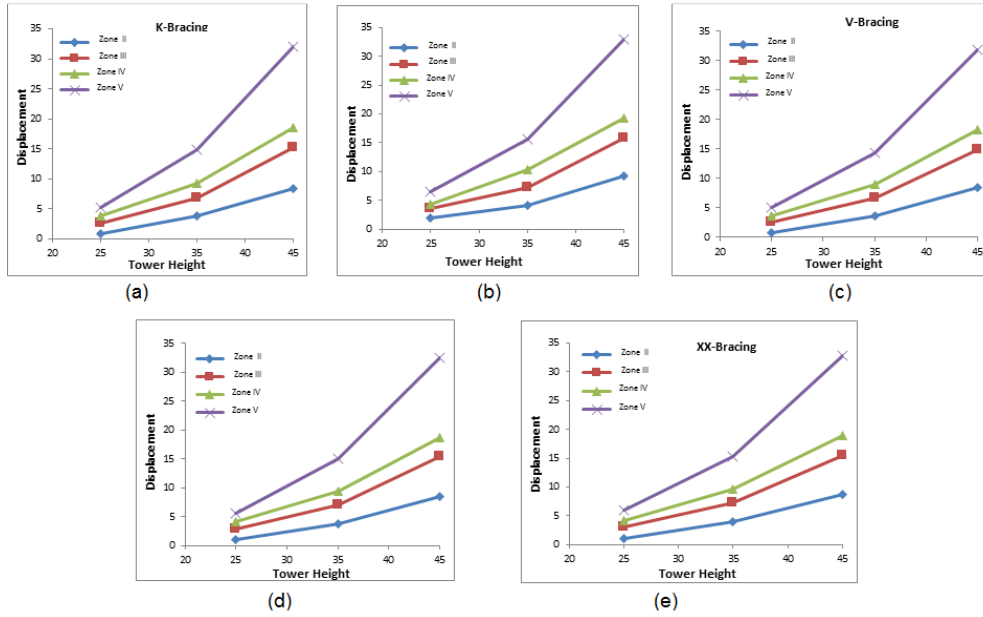 K-Bracing
Zone II
Zone III
Zone IV
Zone V
Displacement
35
30
25
20
15
10
5
0
20 25 30 35 40 45
Tower Height
(a)
Zone II
Zone III
Zone IV
Zone V
Displacement
35
30
25
20
15
10
5
0
20 25 30 35 40 45
Tower Height
(b)
V-Bracing
Zone II
Zone III
Zone IV
Zone V
Displacement
35
30
25
20
15
10
5
0
20 25 30 35 40 45
Tower Height
(c)
Zone II
Zone III
Zone IV
Zone V
Displacement
35
30
25
20
15
10
5
0
20 25 30 35 40 45
Tower Height
(d)
XX-Bracing
Zone II
Zone III
Zone IV
Zone V
Displacement
35
30
25
20
15
10
5
0
20 25 30 35 40 45
Tower Height
(e)